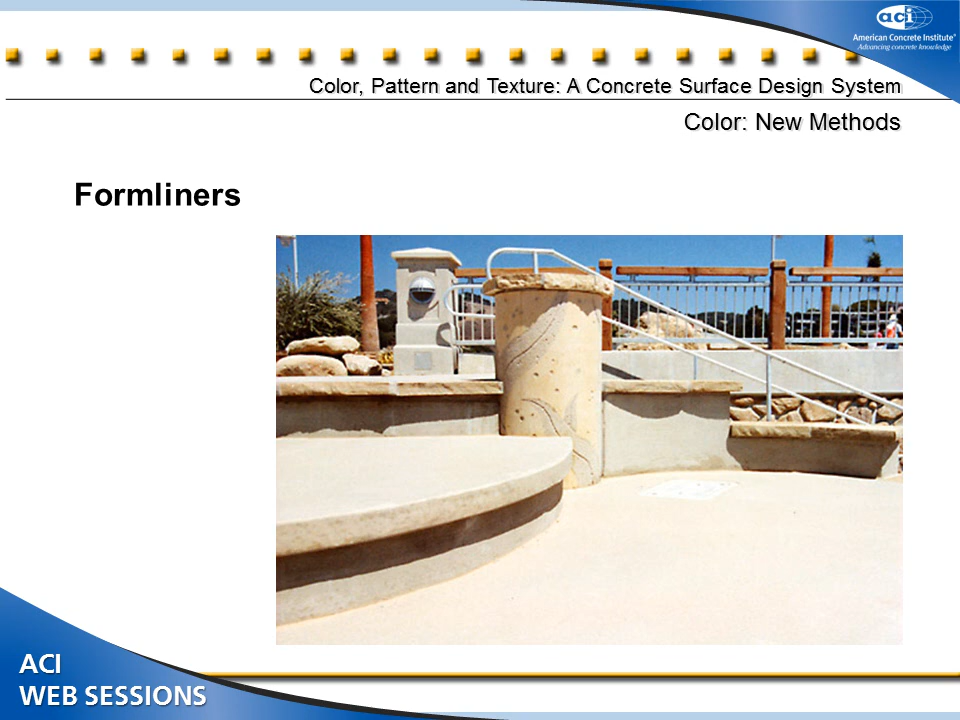 aci
American Concrete Institute®
Advancing concrete knowledge
Color, Pattern and Texture: A Concrete Surface Design System
Color: New Methods
Formliners
ACI
WEB SESSIONS